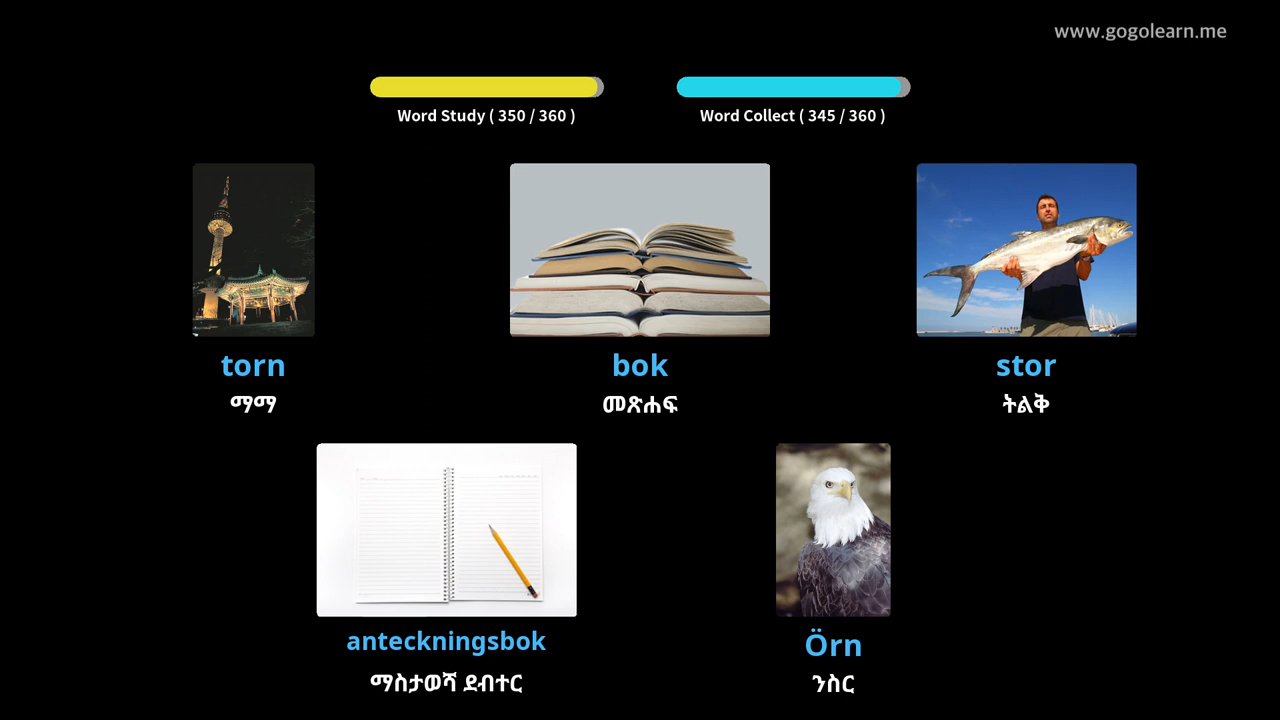 www.gogolearn.me
Word Study ( 350 / 360 )
Word Collect ( 345 / 360 )
torn
ማማ
bok
መጽሐፍ
stor
ትልቅ
anteckningsbok
ማስታወሻ ደብተር
Örn
ንስር